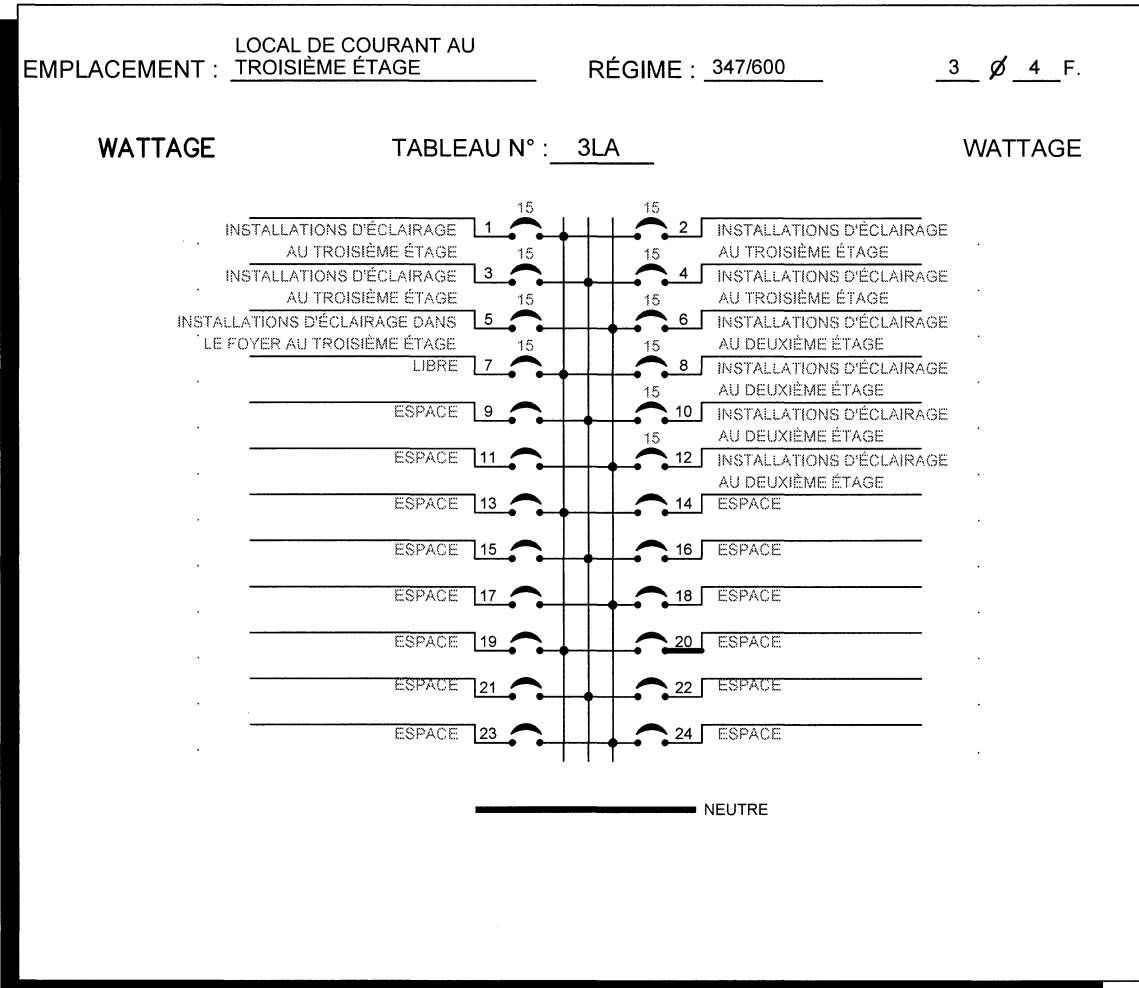 LOCAL DE COURANT AU
EMPLACEMENT : TROISIÈME ÉTAGE RÉGIME : 347/600 3 Ø 4 F.
WATTAGE TABLEAU N° : 3LA WATTAGE
15 15
INSTALLATIONS D'ÉCLAIRAGE 1 2 INSTALLATIONS D'ÉCLAIRAGE
AU TROISIÈME ÉTAGE 15 15 AU TROISIÈME ÉTAGE
INSTALLATIONS D'ÉCLAIRAGE 3 4 INSTALLATIONS D'ÉCLAIRAGE
AU TROISIÈME ÉTAGE 15 15 AU TROISIÈME ÉTAGE
INSTALLATIONS D'ÉCLAIRAGE DANS 5 6 INSTALLATIONS D'ÉCLAIRAGE
LE FOYER AU TROISIÈME ÉTAGE 15 15 AU DEUXIÈME ÉTAGE
LIBRE 7 8 INSTALLATIONS D'ÉCLAIRAGE
15 AU DEUXIÈME ÉTAGE
ESPACE 9 10 INSTALLATIONS D'ÉCLAIRAGE
15 AU DEUXIÈME ÉTAGE
ESPACE 11 12 INSTALLATIONS D'ÉCLAIRAGE
AU DEUXIÈME ÉTAGE
ESPACE 13 14 ESPACE
ESPACE 15 16 ESPACE
ESPACE 17 18 ESPACE
ESPACE 19 20 ESPACE
ESPACE 21 22 ESPACE
ESPACE 23 24 ESPACE
NEUTRE